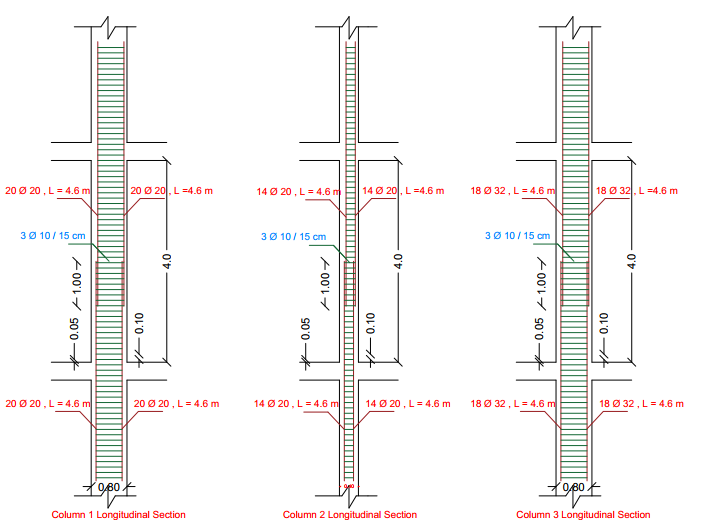 20 Ø 20 , L = 4.6 m
20 Ø 20 , L =4.6 m
3 Ø 10 / 15 cm
1.00
4.0
0.05
0.10
20 Ø 20 , L = 4.6 m
20 Ø 20 , L = 4.6 m
0.80
Column 1 Longitudinal Section
14 Ø 20 , L = 4.6 m
14 Ø 20 , L =4.6 m
3 Ø 10 / 15 cm
1.00
4.0
0.05
0.10
14 Ø 20 , L = 4.6 m
14 Ø 20 , L = 4.6 m
Column 2 Longitudinal Section
18 Ø 32 , L = 4.6 m
18 Ø 32 , L =4.6 m
3 Ø 10 / 15 cm
1.00
4.0
0.05
0.10
18 Ø 32 , L = 4.6 m
18 Ø 32 , L = 4.6 m
0.80
Column 3 Longitudinal Section